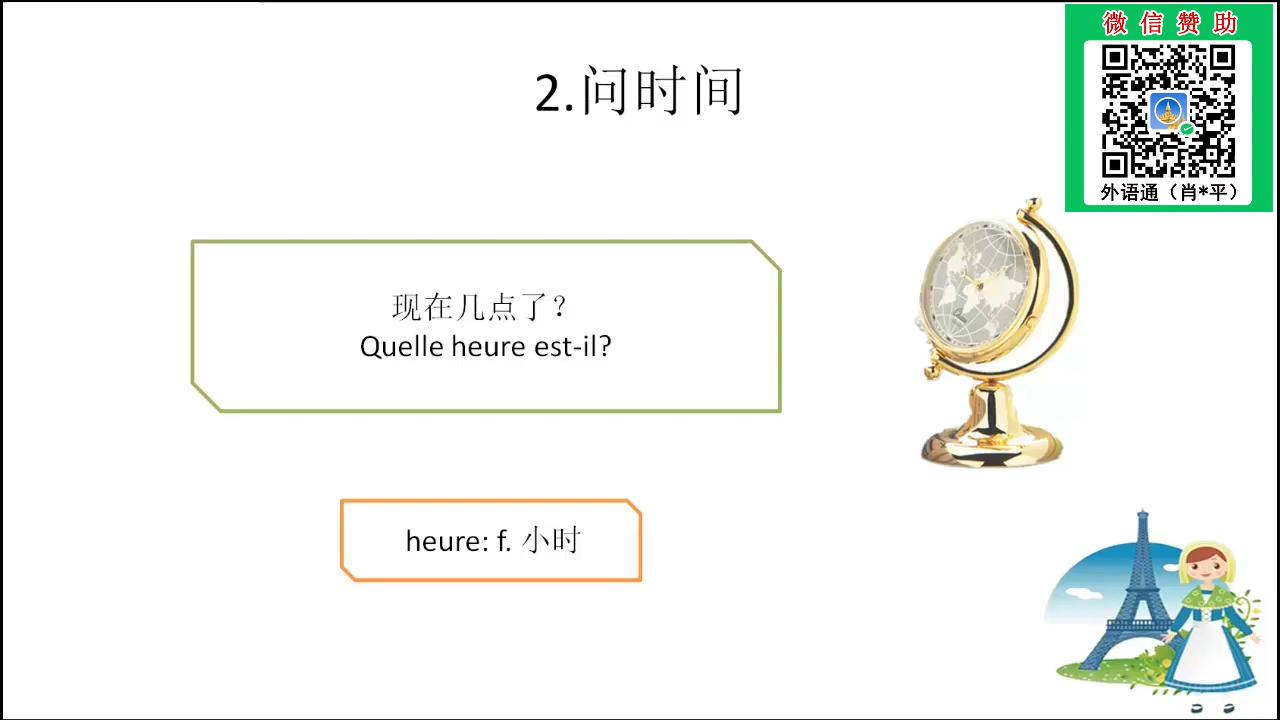 微信赞助
外语通（肖*平）
2.问时间
现在几点了？
Quelle heure est-il?
heure: f. 小时